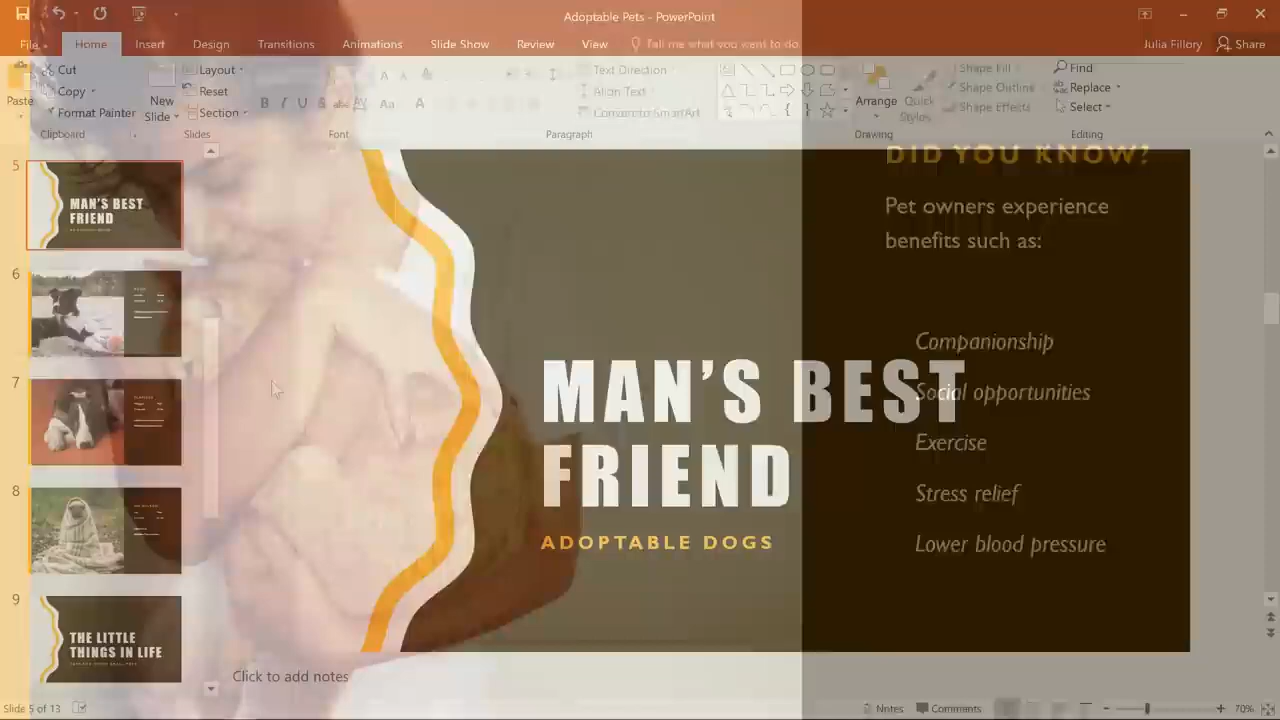 Adoptable Pets - PowerPoint
File Home Insert Design Transitions Animations Slide Show Review View Tell me what you want to do Julia Fillory Share
Cut Layout Text Direction Shape Fill Find
Copy Reset Align Text Shape Outline Replace
Paste Format Painter New Slide Section Convert to SmartArt Arrange Quick Styles Shape Effects Select
Clipboard Slides Font Paragraph Drawing Editing
5
MAN'S BEST
FRIEND
6
7
8
9
THE LITTLE
THINGS IN LIFE
DID YOU KNOW?
Pet owners experience
benefits such as:
Companionship
Social opportunities
Exercise
Stress relief
Lower blood pressure
MAN'S BEST
FRIEND
ADOPTABLE DOGS
Click to add notes
Slide 5 of 13 Notes Comments 70%